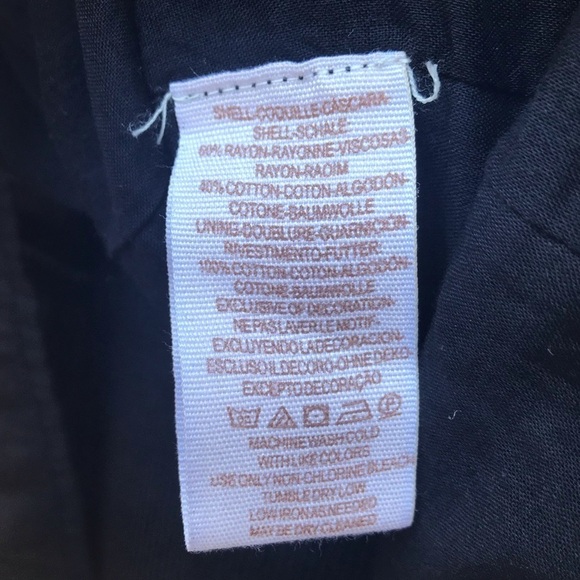 SHELL-COQUILLE-CASCARA-
SHELL-SCHALE
60% RAYON-RAYONNE-VISCOSA-
RAYON-RAOIM
40% COTTON-COTON-ALGODÓN-
COTONE-BAUMWOLLE
LINING-DOUBLURE-GUARNICIÓN-
RIVESTIMENTO-FUTTER
100% COTTON-COTON-ALGODÓN-
COTONE-BAUMWOLLE
EXCLUSIVE OF DECORATION-
NE PAS LAVER LE MOTIF-
EXCLUYENDO LA DECORACION-
ESCLUSO IL DECORO-OHNE DEKO-
EXCEPTO DECORAÇÃO
MACHINE WASH COLD
WITH LIKE COLORS
USE ONLY NON-CHLORINE BLEACH
TUMBLE DRY LOW
LOW IRON AS NEEDED
MAY BE DRY CLEANED